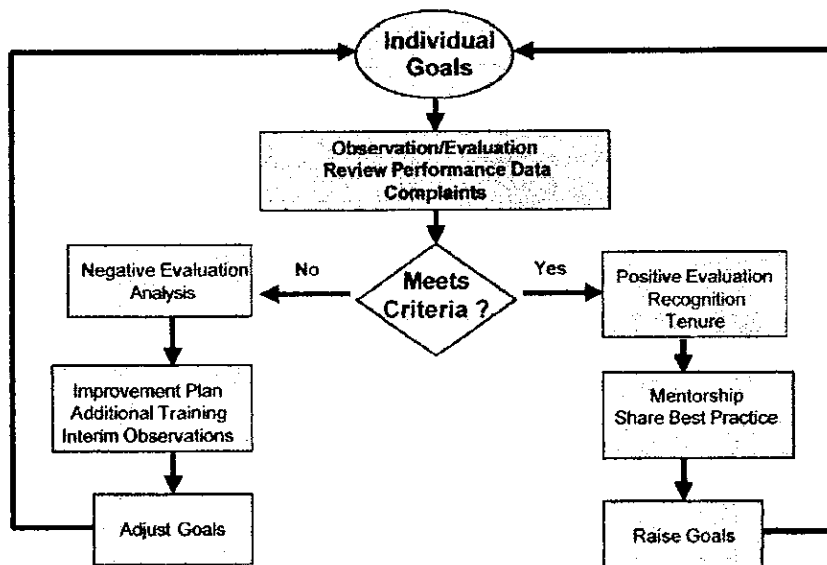 Individual
Goals
Observation/Evaluation
Review Performance Data
Complaints
Meets
Criteria ?
No
Yes
Negative Evaluation
Analysis
Improvement Plan
Additional Training
Interim Observations
Adjust Goals
Positive Evaluation
Recognition
Tenure
Mentorship
Share Best Practice
Raise Goals